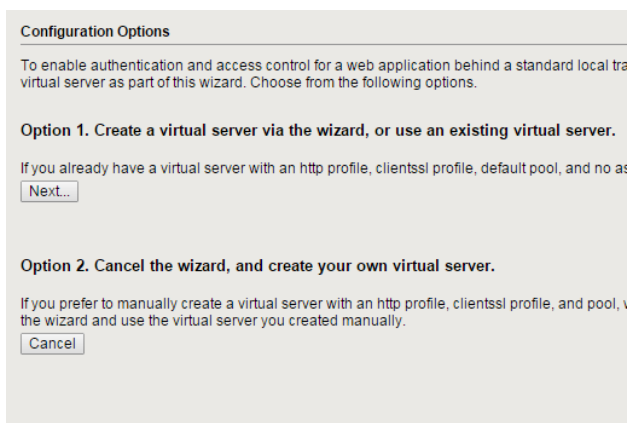 Configuration Options
To enable authentication and access control for a web application behind a standard local
virtual server as part of this wizard. Choose from the following options.
Option 1. Create a virtual server via the wizard, or use an existing virtual server.
If you already have a virtual server with an http profile, clientssl profile, default pool, and no
Next...
Option 2. Cancel the wizard, and create your own virtual server.
If you prefer to manually create a virtual server with an http profile, clientssl profile, and pool,
the wizard and use the virtual server you created manually.
Cancel